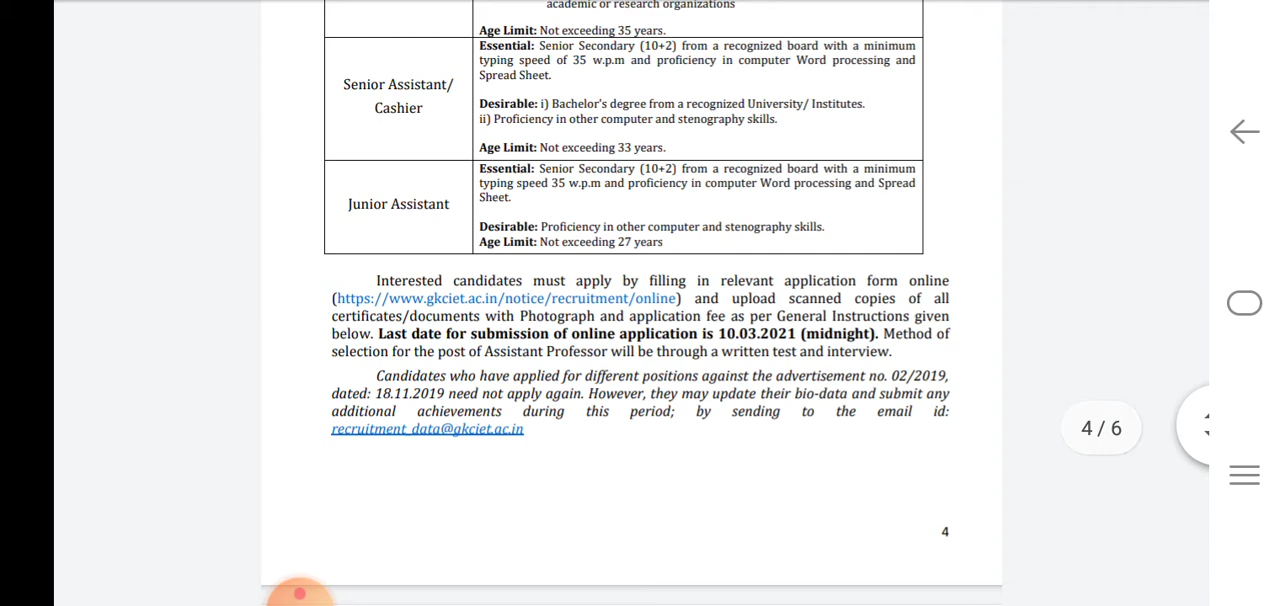 academic or research organizations
Age Limit: Not exceeding 35 years.
Senior Assistant/
Cashier
Essential: Senior Secondary (10+2) from a recognized board with a minimum
typing speed of 35 w.p.m and proficiency in computer Word processing and
Spread Sheet.
Desirable: i) Bachelor's degree from a recognized University/ Institutes.
ii) Proficiency in other computer and stenography skills.
Age Limit: Not exceeding 33 years.
Junior Assistant
Essential: Senior Secondary (10+2) from a recognized board with a minimum
typing speed 35 w.p.m and proficiency in computer Word processing and Spread
Sheet.
Desirable: Proficiency in other computer and stenography skills.
Age Limit: Not exceeding 27 years
Interested candidates must apply by filling in relevant application form online
(https://www.gkciet.ac.in/notice/recruitment/online) and upload scanned copies of all
certificates/documents with Photograph and application fee as per General Instructions given
below. Last date for submission of online application is 10.03.2021 (midnight). Method of
selection for the post of Assistant Professor will be through a written test and interview.
Candidates who have applied for different positions against the advertisement no. 02/2019,
dated: 18.11.2019 need not apply again. However, they may update their bio-data and submit any
additional achievements during this period; by sending to the email id:
recruitment_data@gkciet.ac.in
4 / 6
4